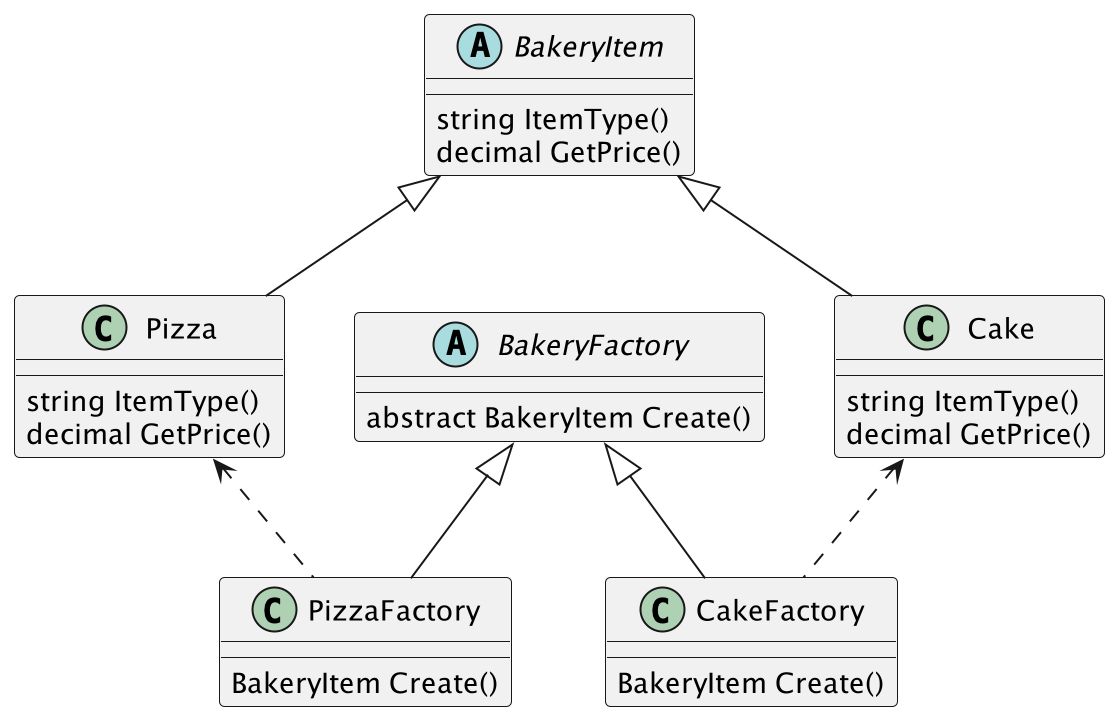 A BakeryItem
string ItemType()
decimal GetPrice()
C Pizza
string ItemType()
decimal GetPrice()
A BakeryFactory
abstract BakeryItem Create()
C Cake
string ItemType()
decimal GetPrice()
C PizzaFactory
BakeryItem Create()
C CakeFactory
BakeryItem Create()